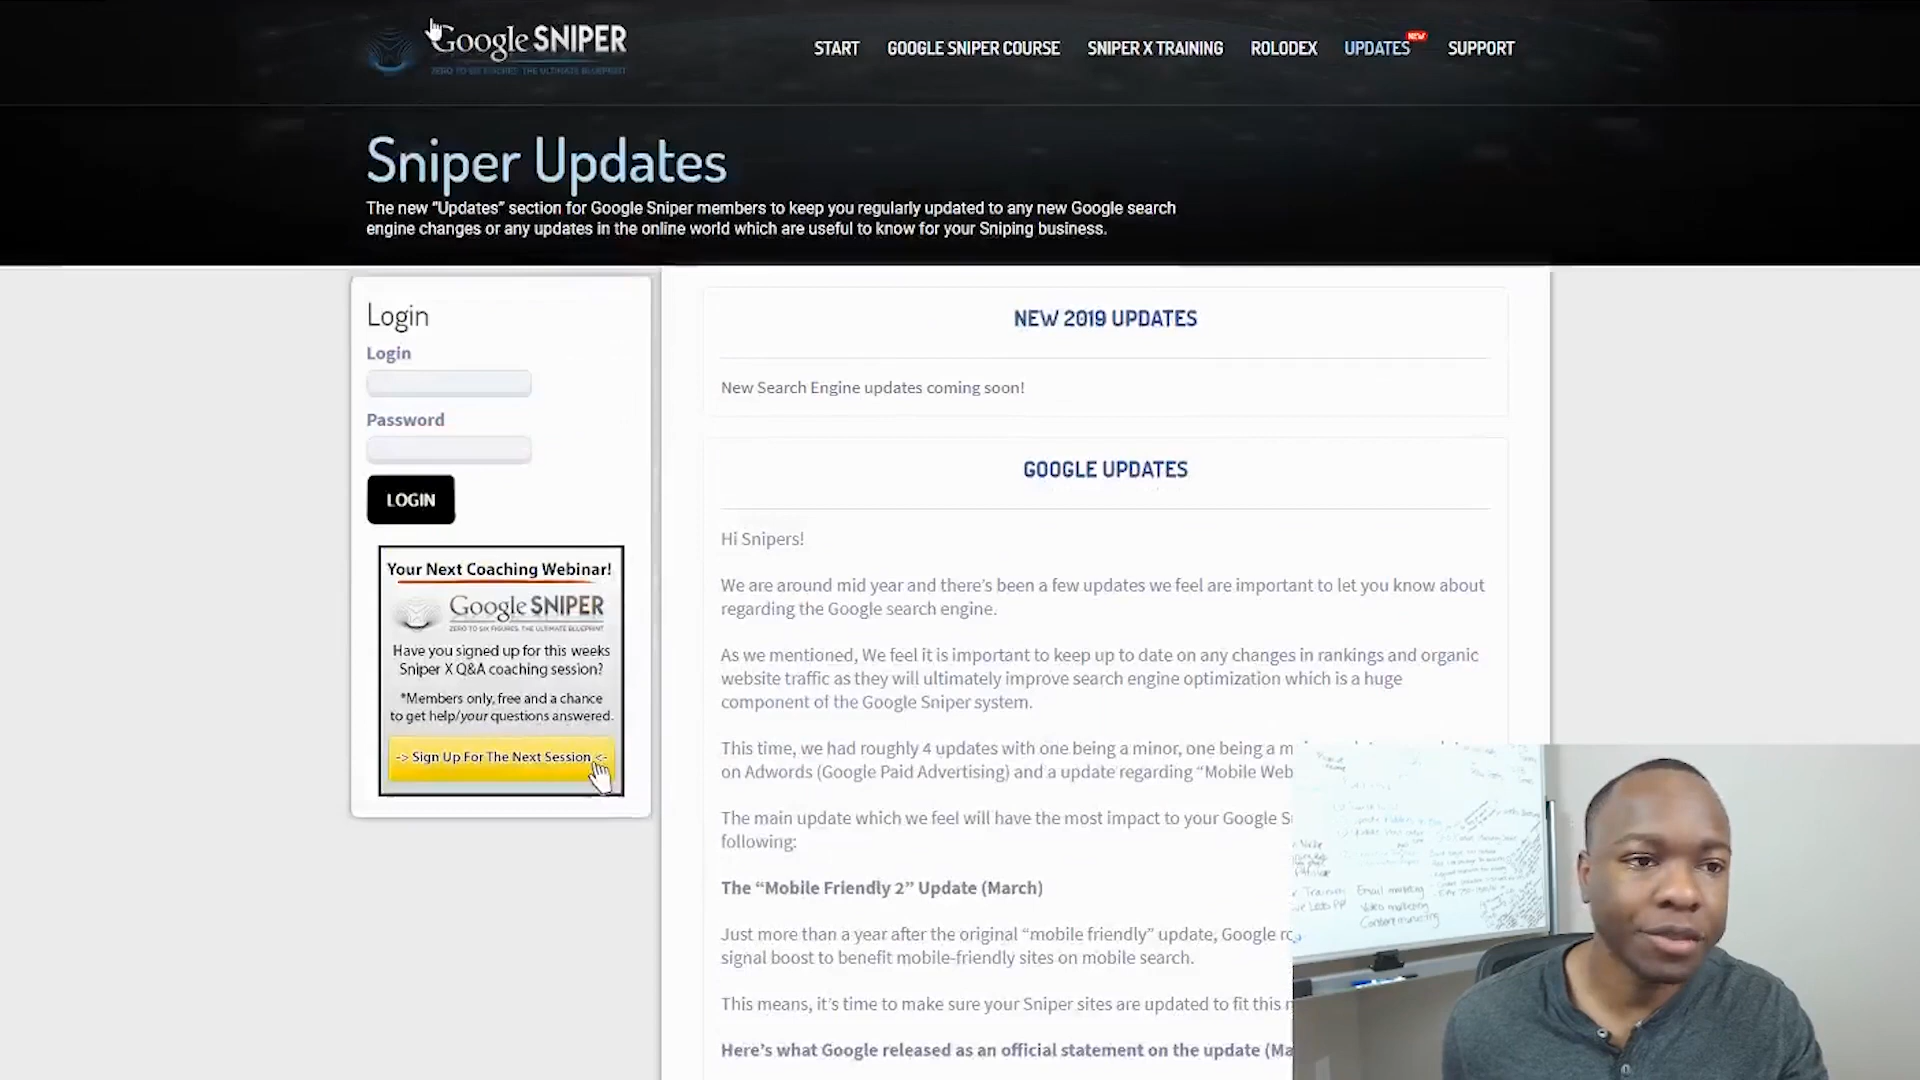 Google SNIPER
ZERO TO SIX FIGURES. THE ULTIMATE BLUEPRINT
START
GOOGLE SNIPER COURSE
SNIPER X TRAINING
ROLODEX
UPDATES
NEW
SUPPORT
Sniper Updates
The new “Updates” section for Google Sniper members to keep you regularly updated to any new Google search
engine changes or any updates in the online world which are useful to know for your Sniping business.
Login
Login
Password
LOGIN
Your Next Coaching Webinar!
Google SNIPER
ZERO TO SIX FIGURES. THE ULTIMATE BLUEPRINT
Have you signed up for this weeks
Sniper X Q&A coaching session?
*Members only, free and a chance
to get help/your questions answered.
-> Sign Up For The Next Session <-
NEW 2019 UPDATES
New Search Engine updates coming soon!
GOOGLE UPDATES
Hi Snipers!
We are around mid year and there’s been a few updates we feel are important to let you know about
regarding the Google search engine.
As we mentioned, We feel it is important to keep up to date on any changes in rankings and organic
website traffic as they will ultimately improve search engine optimization which is a huge
component of the Google Sniper system.
This time, we had roughly 4 updates with one being a minor, one being a
on Adwords (Google Paid Advertising) and a update regarding “Mobile Web
The main update which we feel will have the most impact to your Google
following:
The “Mobile Friendly 2” Update (March)
Just more than a year after the original “mobile friendly” update, Google
signal boost to benefit mobile-friendly sites on mobile search.
This means, it’s time to make sure your Sniper sites are updated to fit this
Here’s what Google released as an official statement on the update
Email marketing
Video marketing
Content marketing